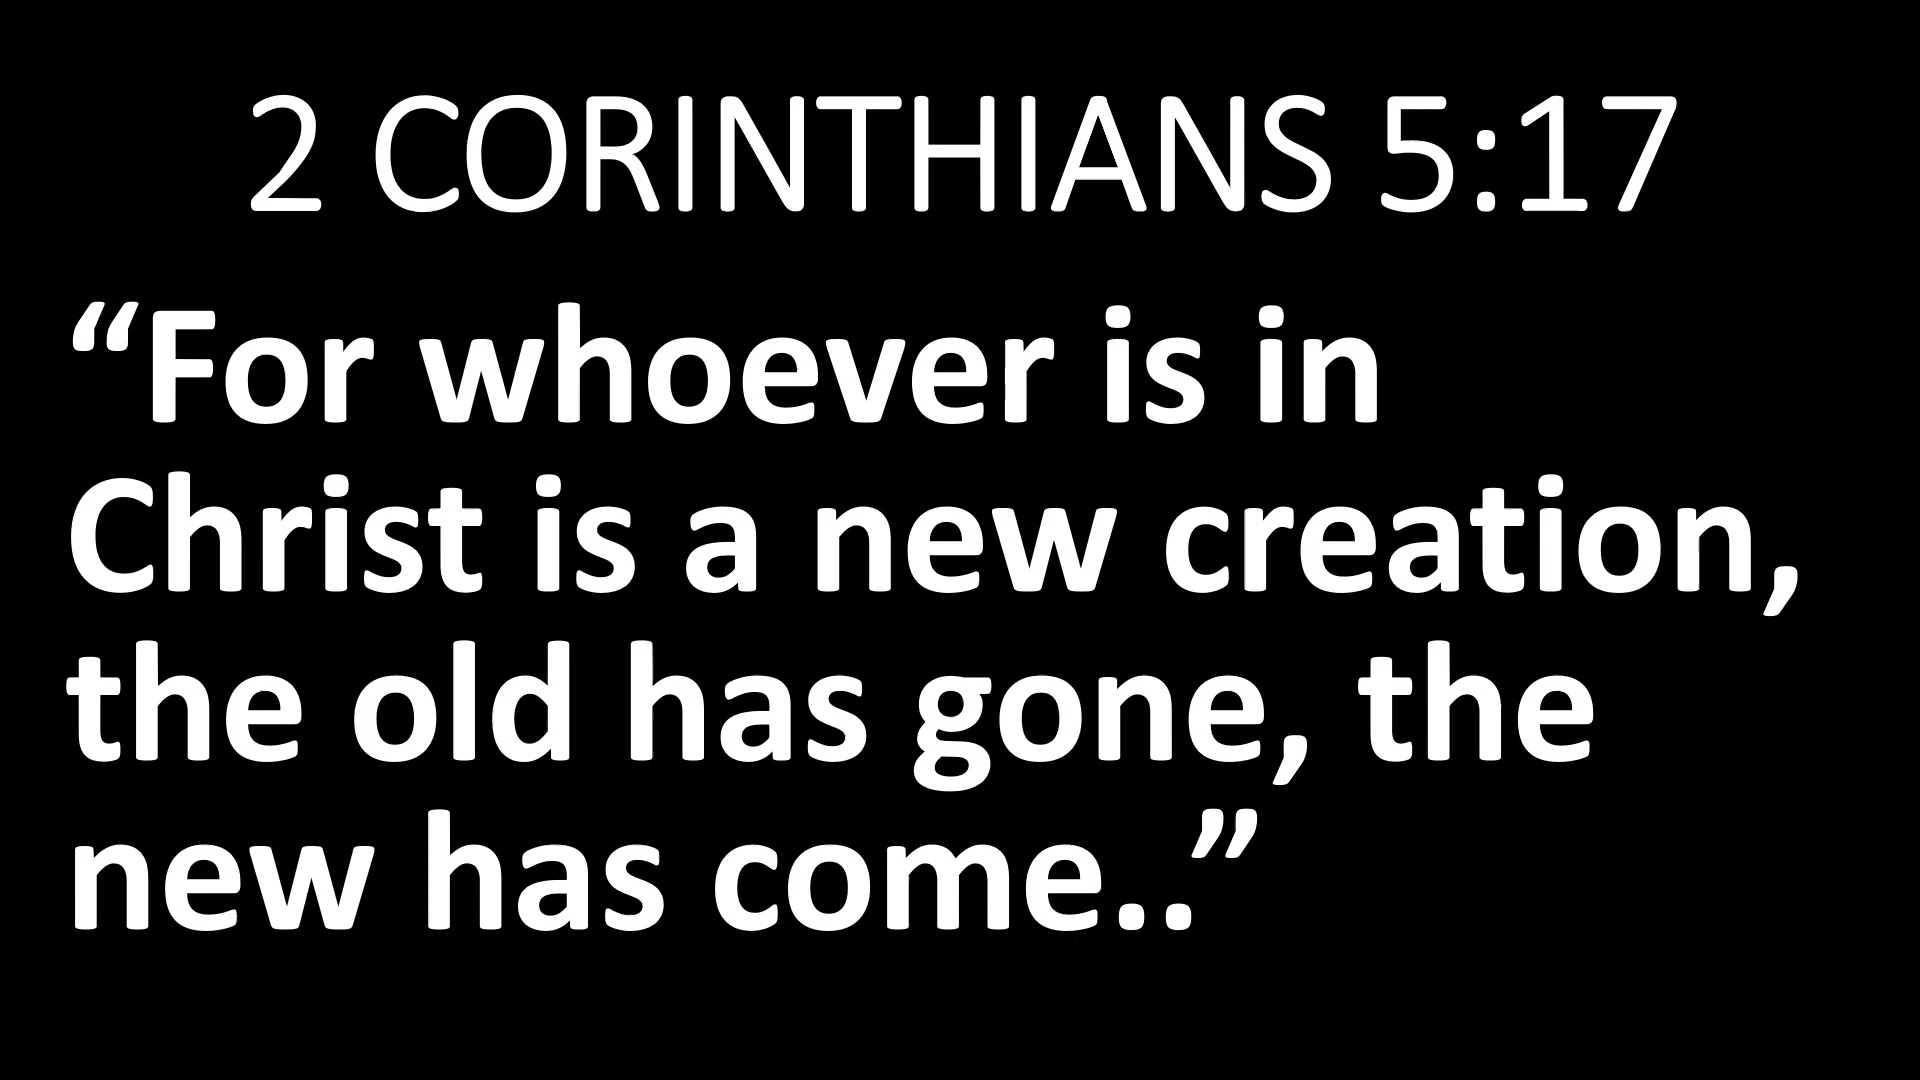 2 CORINTHIANS 5:17
“For whoever is in
Christ is a new creation,
the old has gone, the
new has come..”